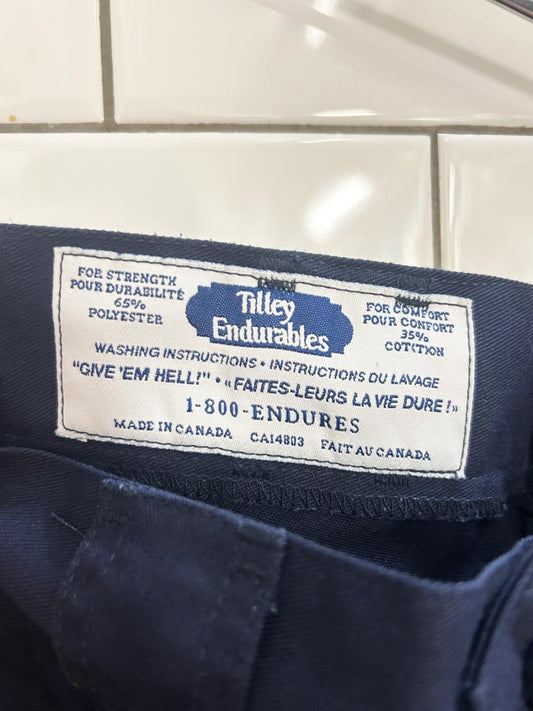 FOR STRENGTH
POUR DURABILITÉ
65%
POLYESTER
Tilley
Endurables
FOR COMFORT
POUR CONFORT
35%
COTTON
WASHING INSTRUCTIONS • INSTRUCTIONS DU LAVAGE
"GIVE 'EM HELL!" • «FAITES-LEURS LA VIE DURE!»
1-800-ENDURES
MADE IN CANADA CA14803 FAIT AU CANADA